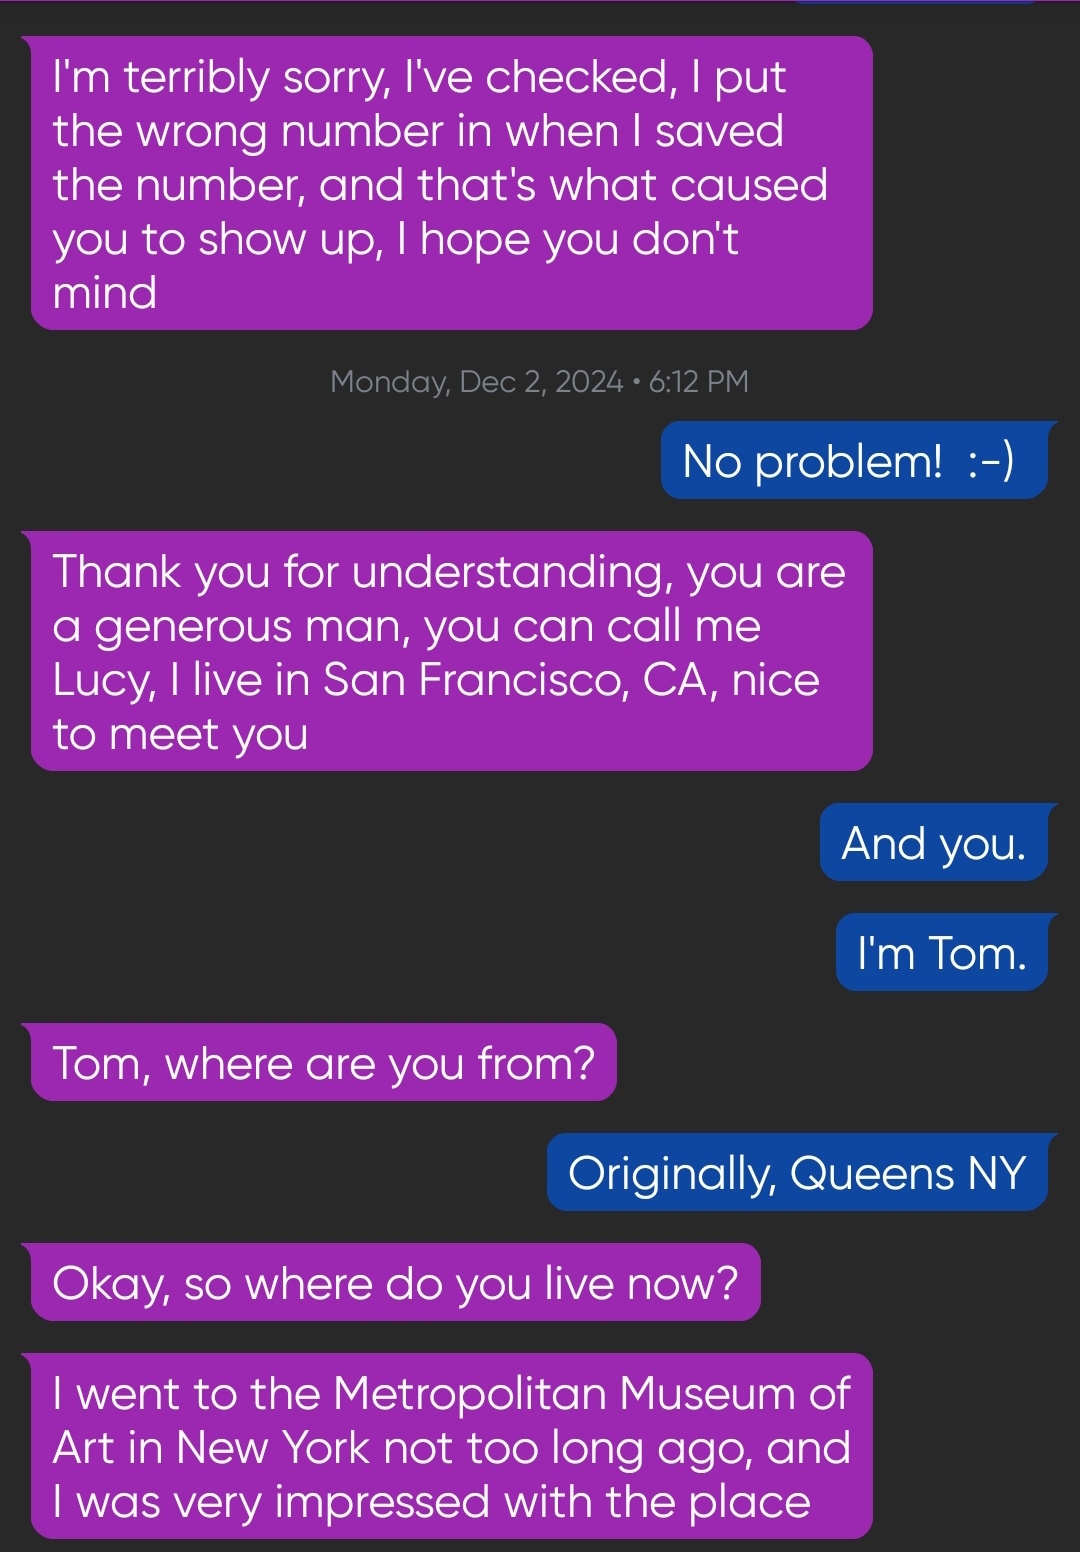 I'm terribly sorry, I've checked, I put
the wrong number in when I saved
the number, and that's what caused
you to show up, I hope you don't
mind
Monday, Dec 2, 2024 • 6:12 PM
No problem!  :-)
Thank you for understanding, you are
a generous man, you can call me
Lucy, I live in San Francisco, CA, nice
to meet you
And you.
I'm Tom.
Tom, where are you from?
Originally, Queens NY
Okay, so where do you live now?
I went to the Metropolitan Museum of
Art in New York not too long ago, and
I was very impressed with the place